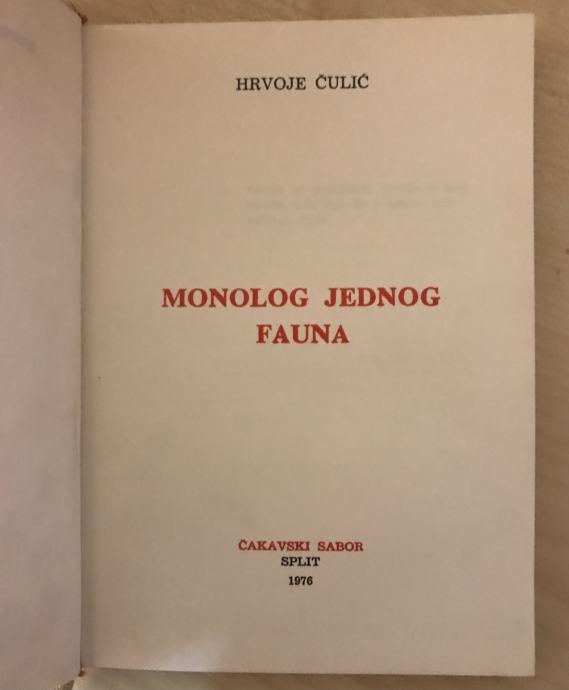 HRVOJE ČULIĆ
MONOLOG JEDNOG
FAUNA
ČAKAVSKI SABOR
SPLIT
1976